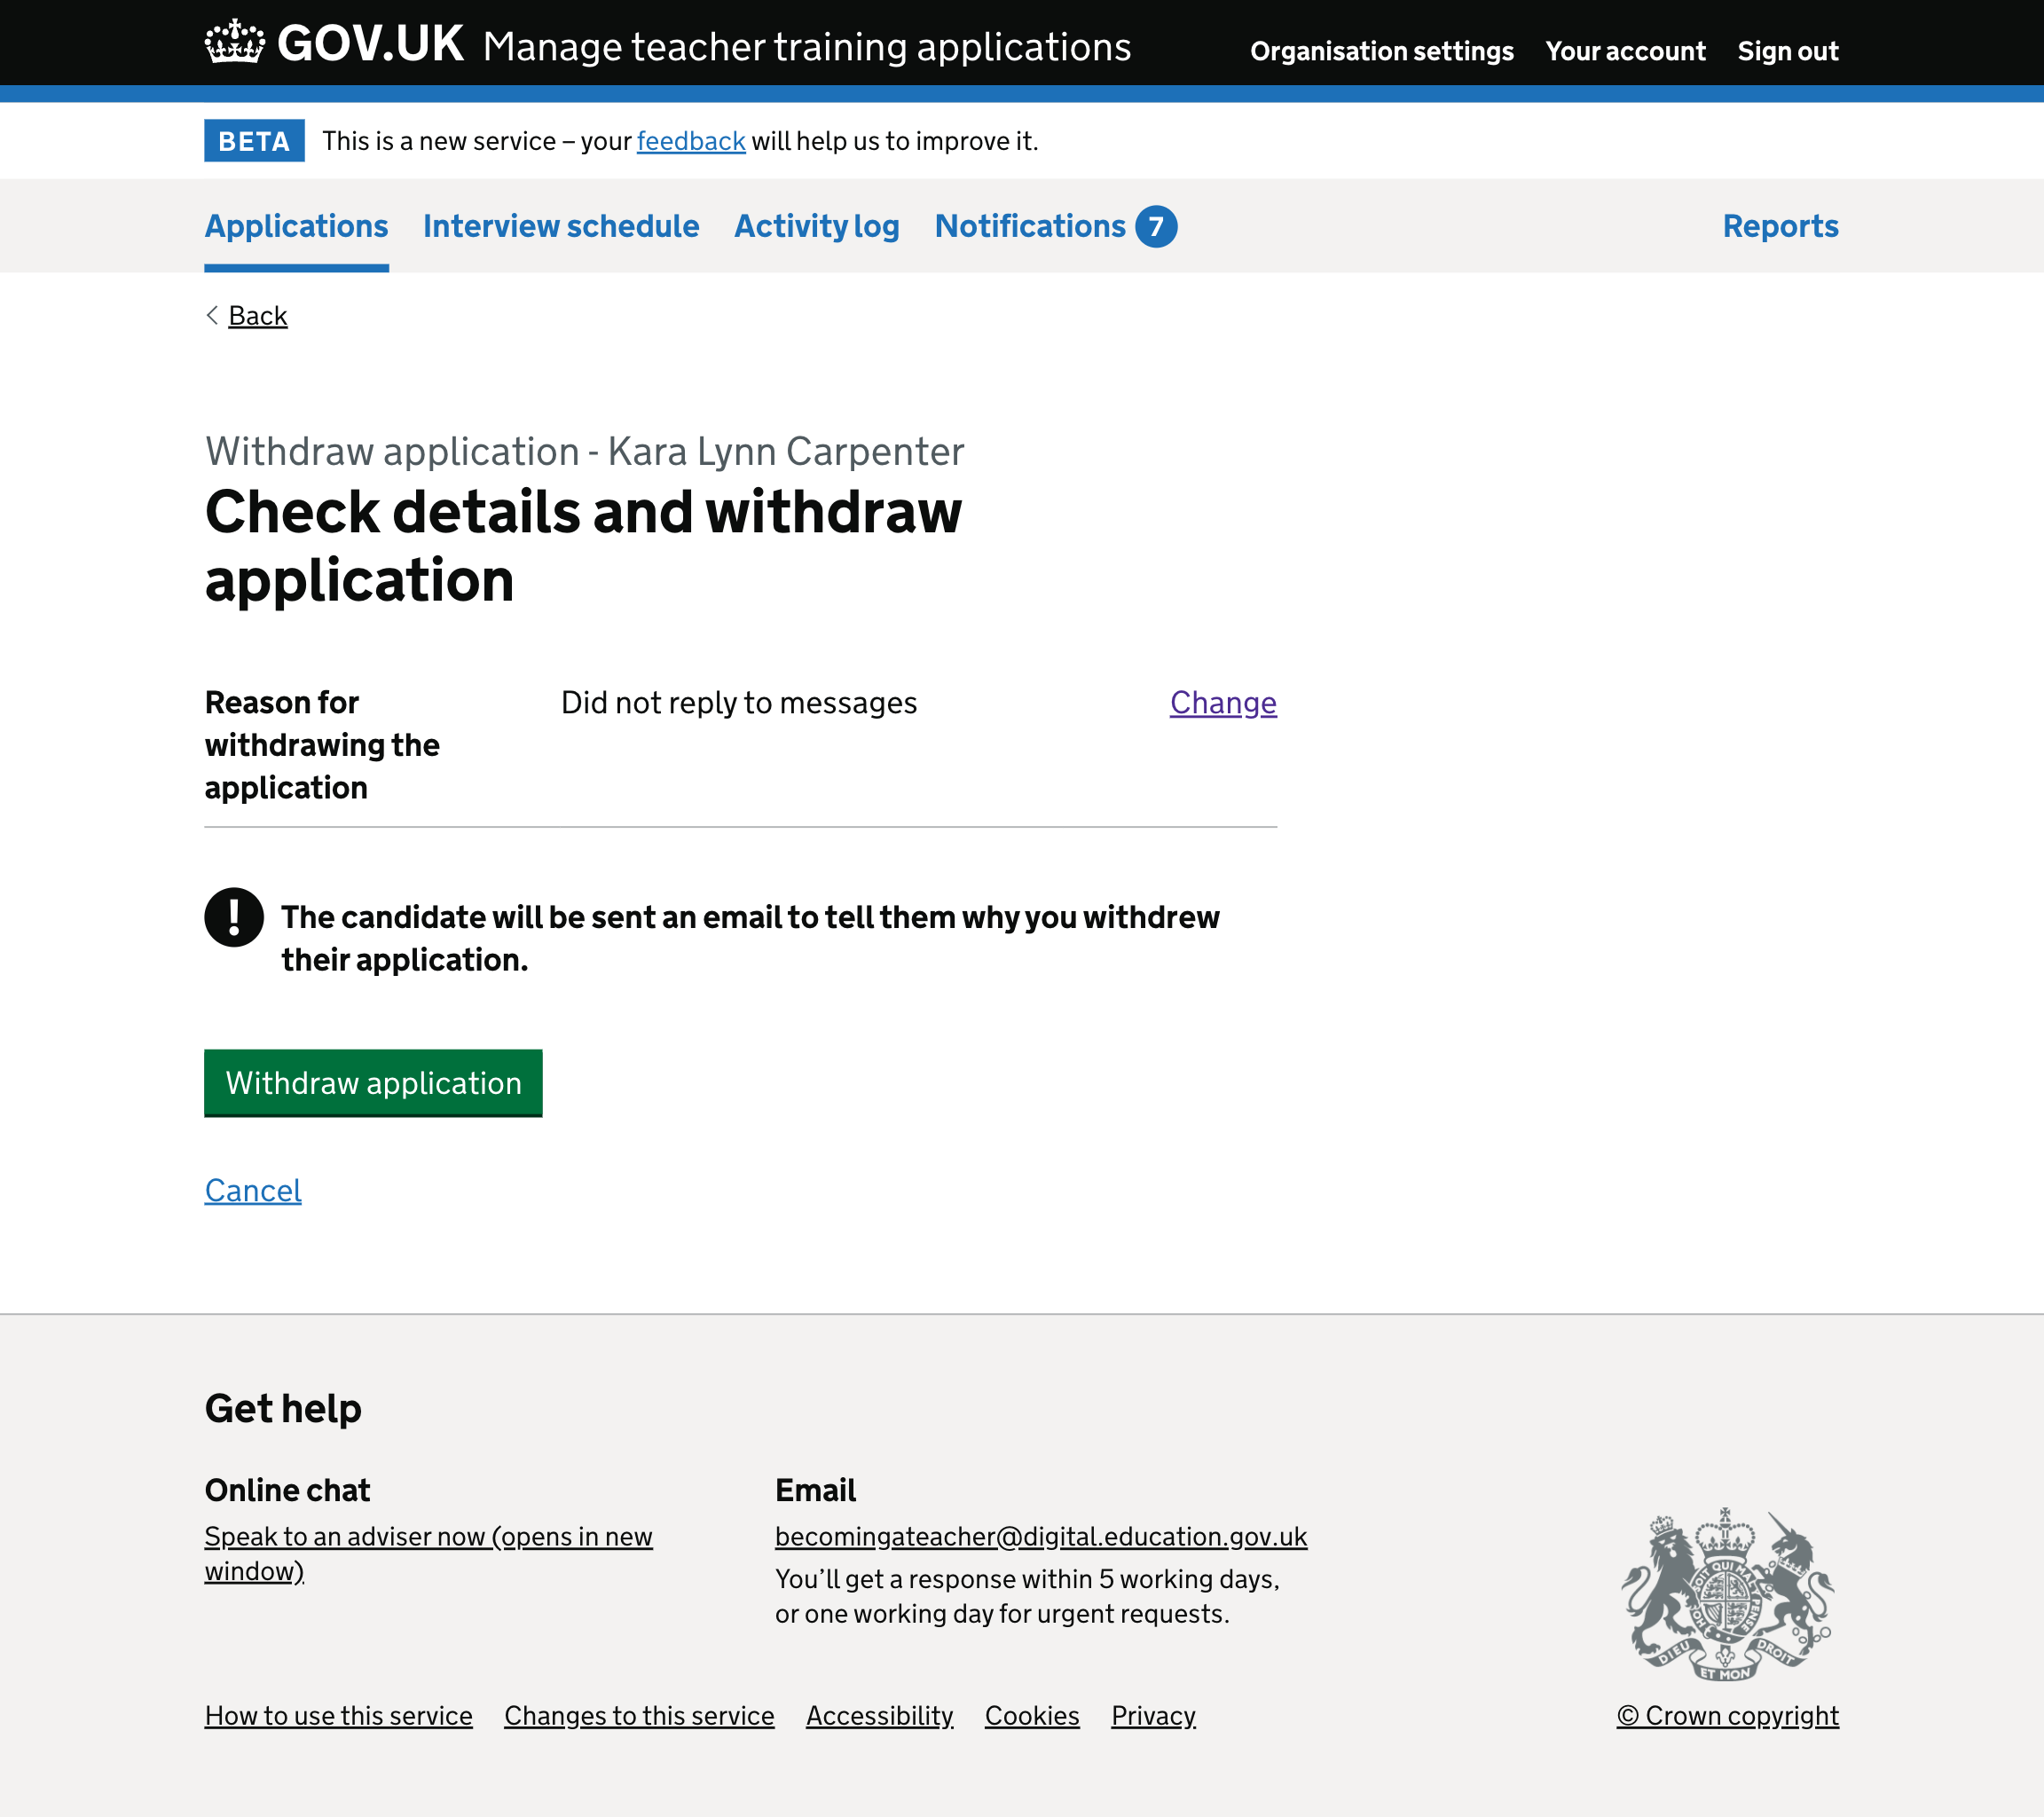 GOV.UK Manage teacher training applications
Organisation settings Your account Sign out
BETA This is a new service – your feedback will help us to improve it.
Applications Interview schedule Activity log Notifications 7 Reports
Back
Withdraw application - Kara Lynn Carpenter
Check details and withdraw
application
Reason for
withdrawing the
application
Did not reply to messages
Change
! The candidate will be sent an email to tell them why you withdrew
their application.
Withdraw application
Cancel
Get help
Online chat
Speak to an adviser now (opens in new
window)
Email
becomingateacher@digital.education.gov.uk
You’ll get a response within 5 working days,
or one working day for urgent requests.
DIEU ET MON DROIT
How to use this service Changes to this service Accessibility Cookies Privacy
© Crown copyright